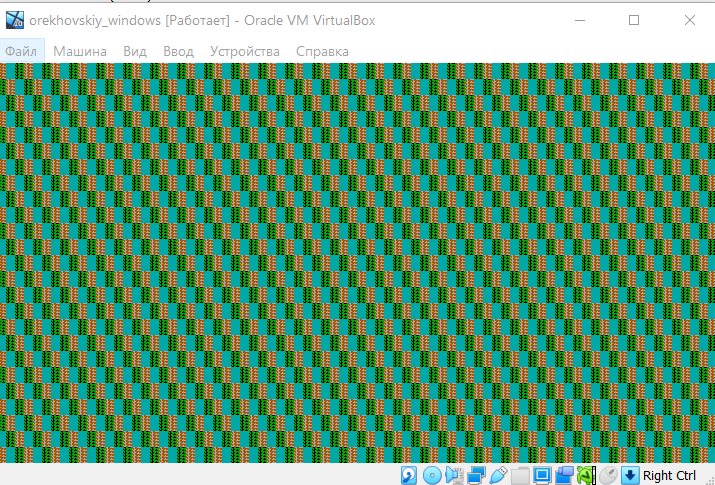 orekhovskiy_windows [Работает] - Oracle VM VirtualBox
Файл Машина Вид Ввод Устройства Справка
Right Ctrl